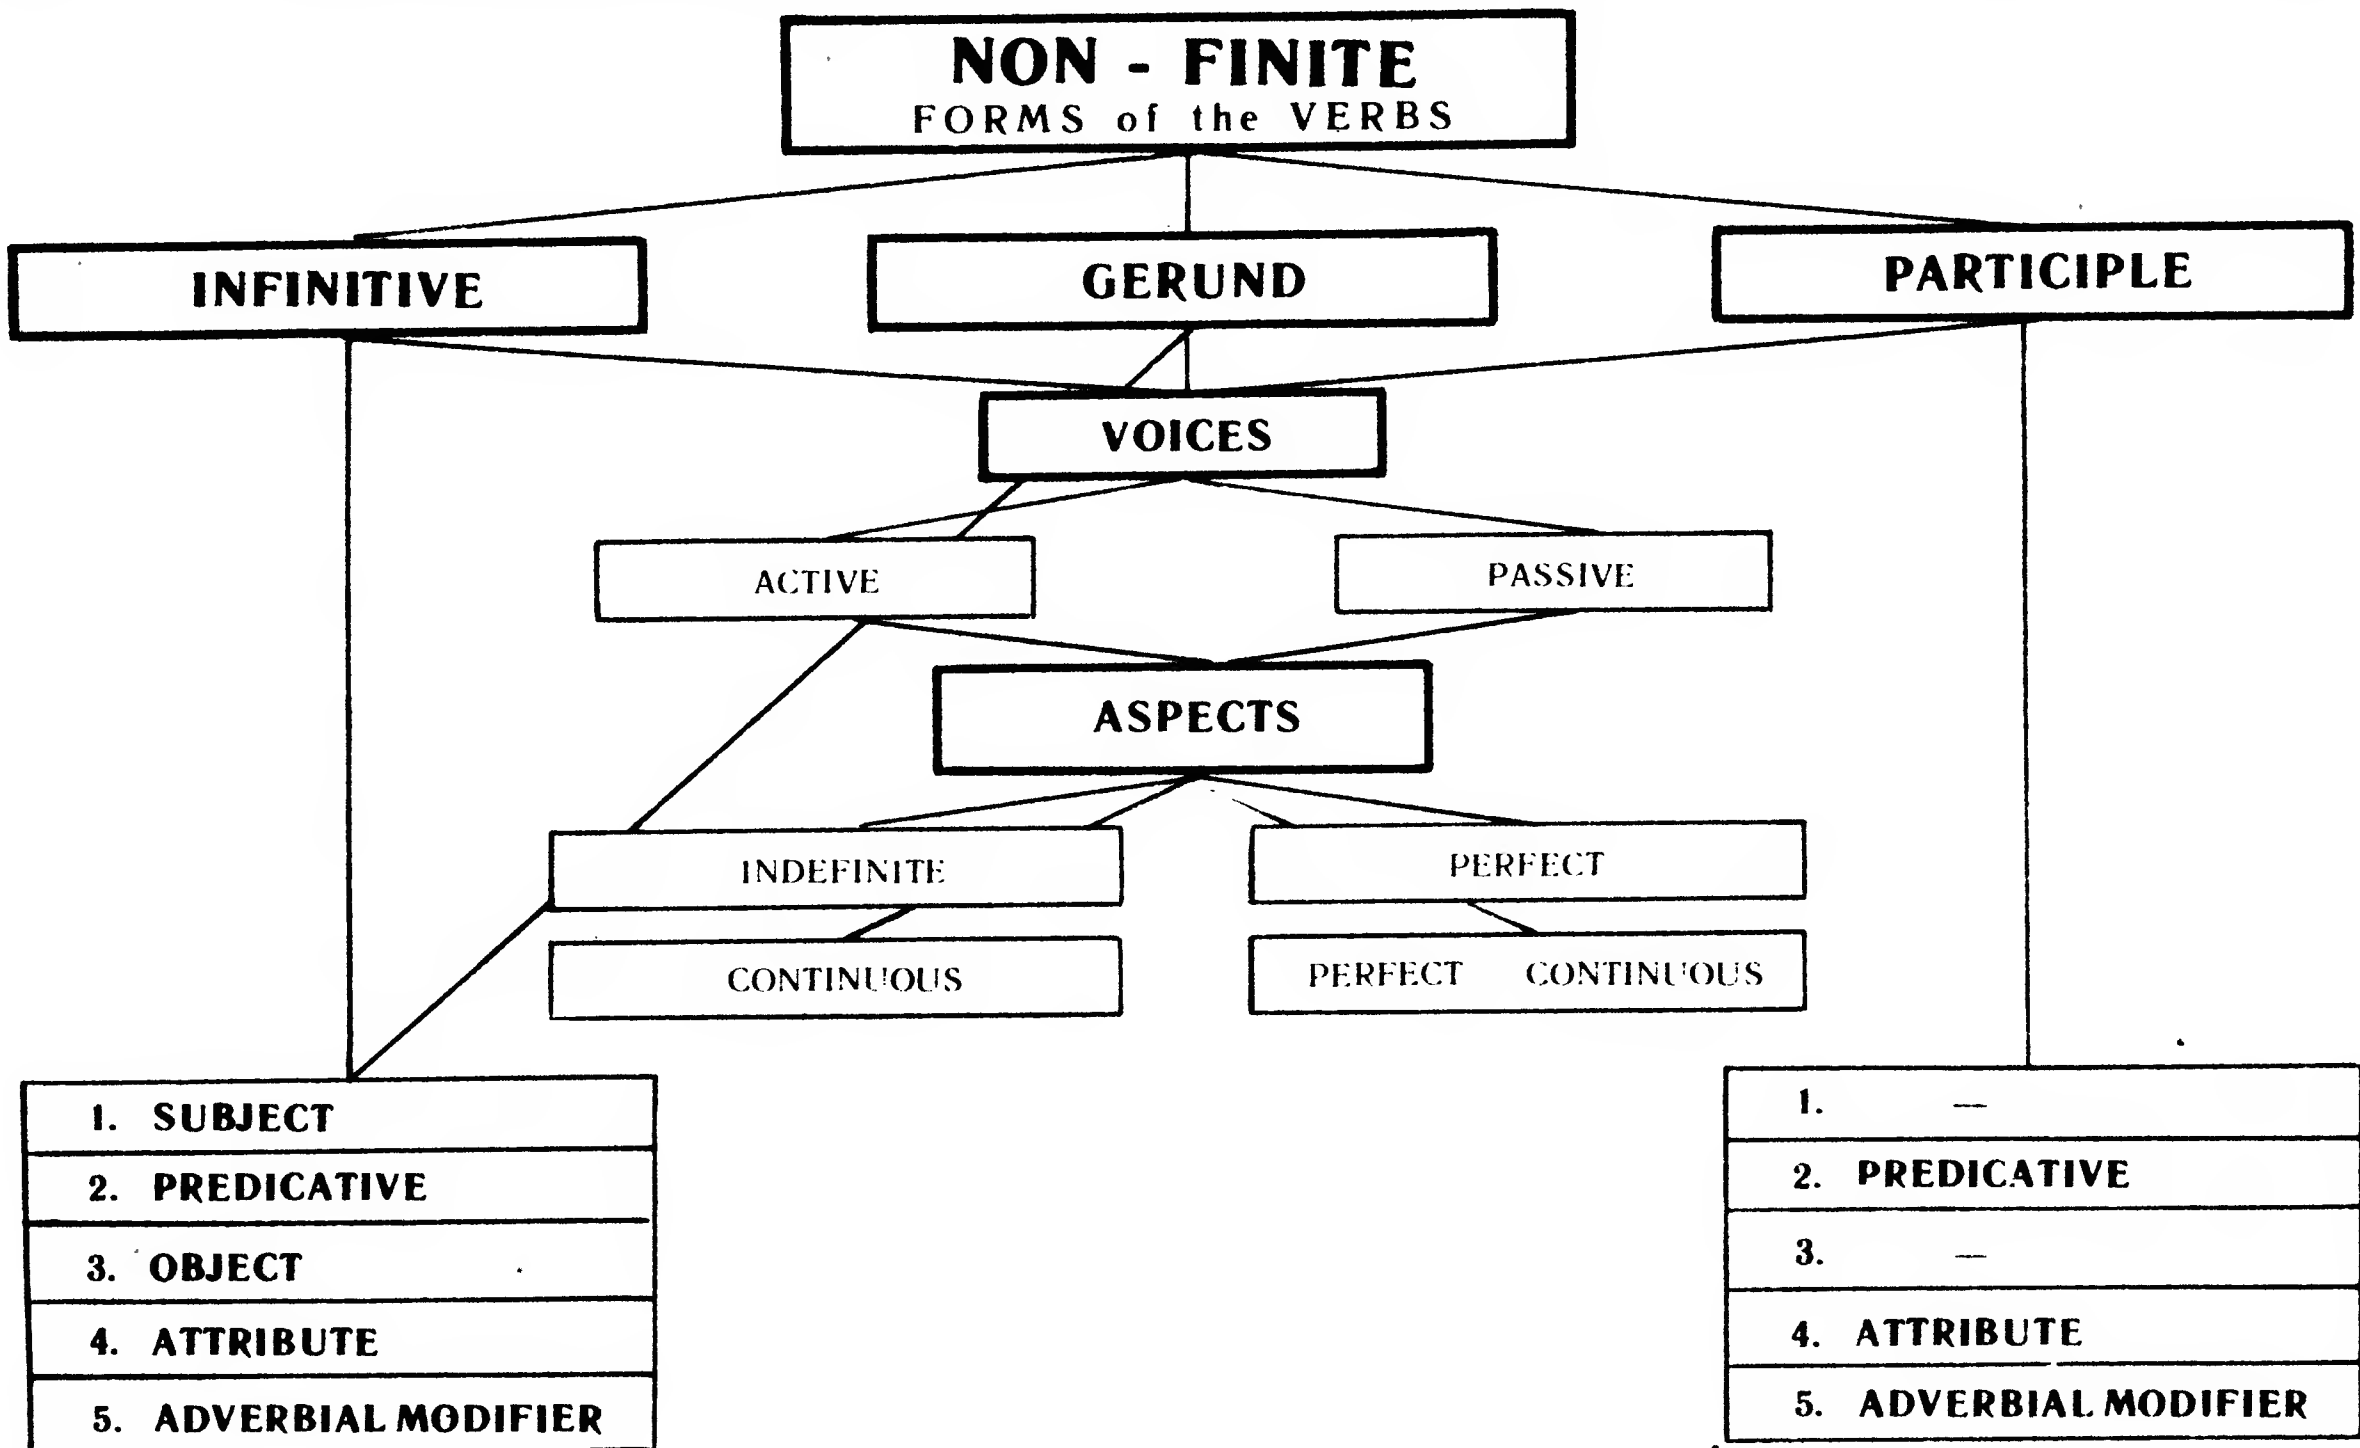 NON - FINITE
FORMS of the VERBS
INFINITIVE
GERUND
PARTICIPLE
VOICES
ACTIVE
PASSIVE
ASPECTS
INDEFINITE
PERFECT
CONTINUOUS
PERFECT CONTINUOUS
1. SUBJECT
2. PREDICATIVE
3. OBJECT
4. ATTRIBUTE
5. ADVERBIAL MODIFIER
1. —
2. PREDICATIVE
3. —
4. ATTRIBUTE
5. ADVERBIAL MODIFIER